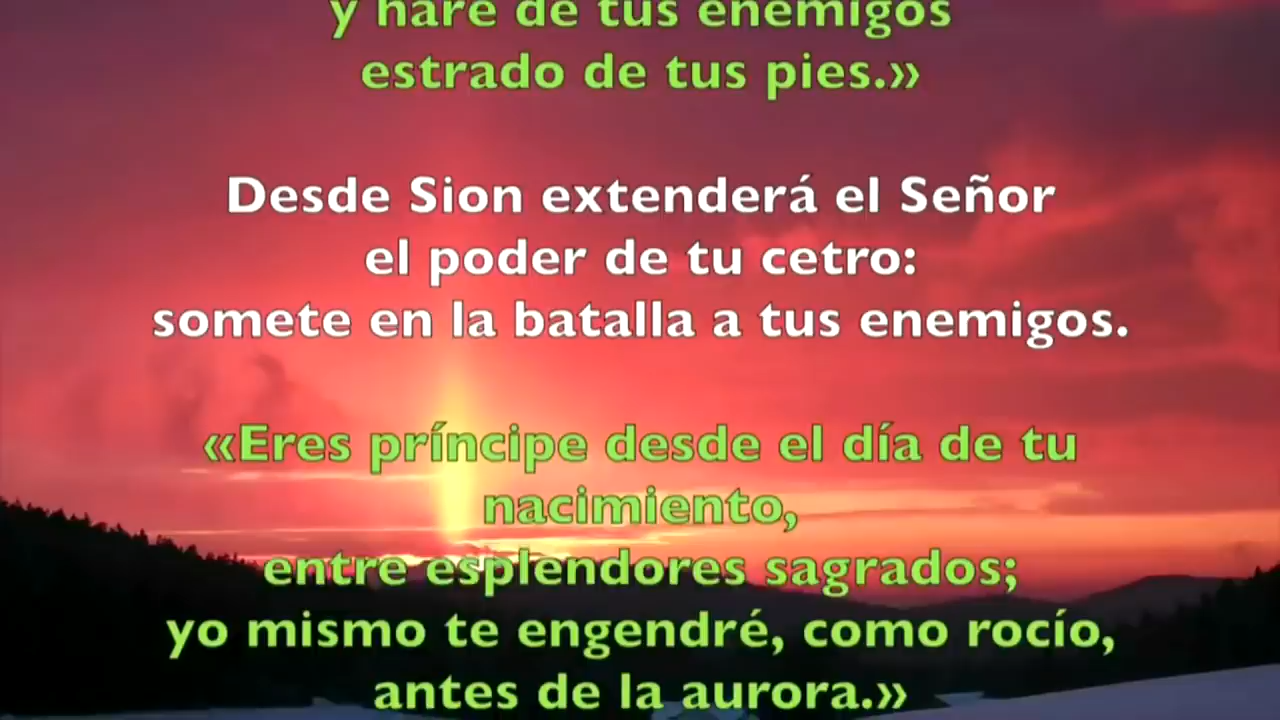 y haré de tus enemigos
estrado de tus pies.»
Desde Sion extenderá el Señor
el poder de tu cetro:
somete en la batalla a tus enemigos.
«Eres príncipe desde el día de tu
nacimiento,
entre esplendores sagrados;
yo mismo te engendré, como rocío,
antes de la aurora.»